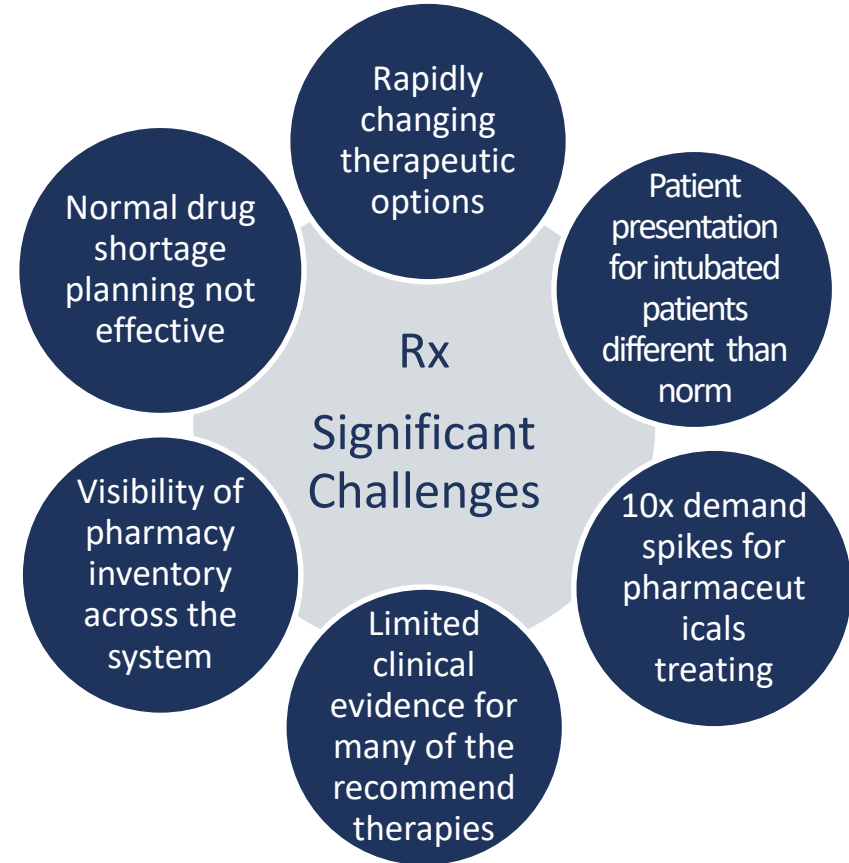 Rapidly
changing
therapeutic
options
Patient
presentation
for intubated
patients
different than
norm
10x demand
spikes for
pharmaceut
icals
treating
Limited
clinical
evidence for
many of the
recommend
therapies
Visibility of
pharmacy
inventory
across the
system
Normal drug
shortage
planning not
effective
Rx
Significant
Challenges